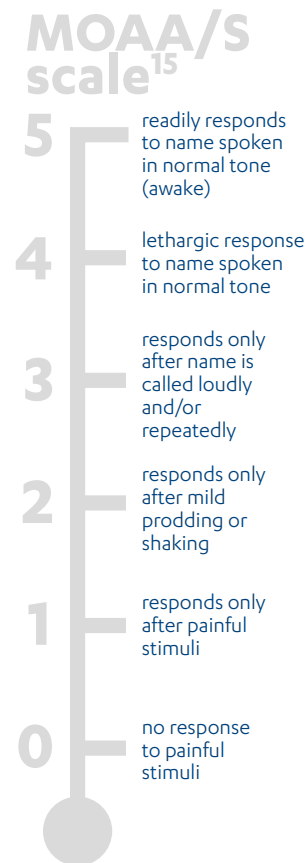 MOAA/S
scale15
5
readily responds
to name spoken
in normal tone
(awake)
4
lethargic response
to name spoken
in normal tone
3
responds only
after name is
called loudly
and/or
repeatedly
2
responds only
after mild
prodding or
shaking
1
responds only
after painful
stimuli
0
no response
to painful
stimuli